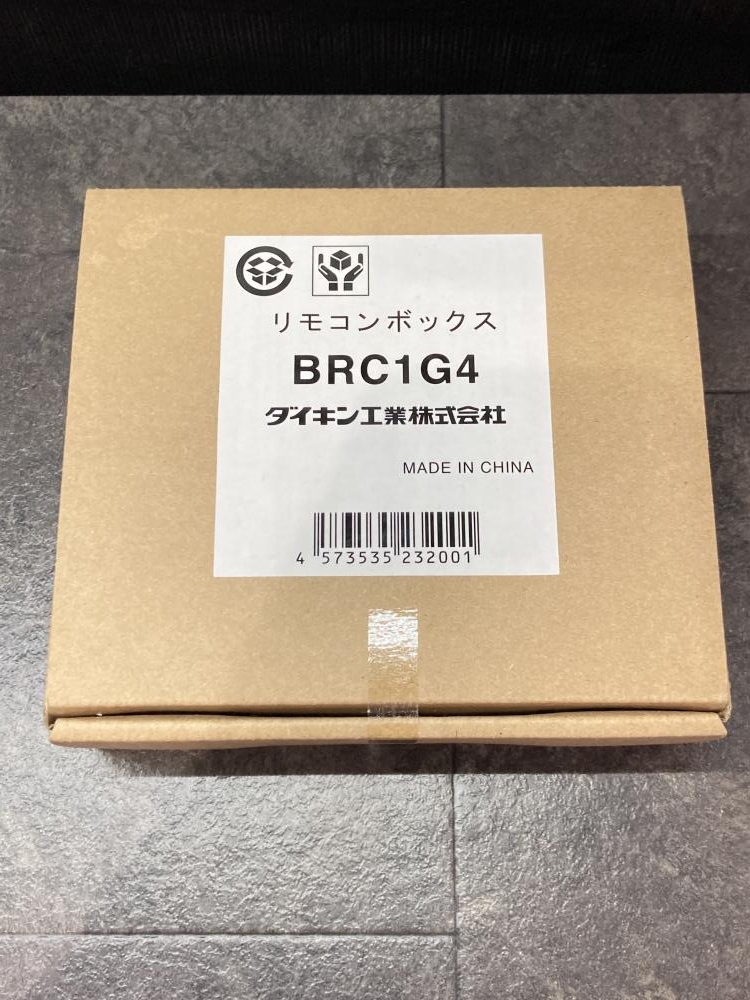 リモコンボックス
BRC1G4
ダイキン工業株式会社
MADE IN CHINA
4 573535 232001